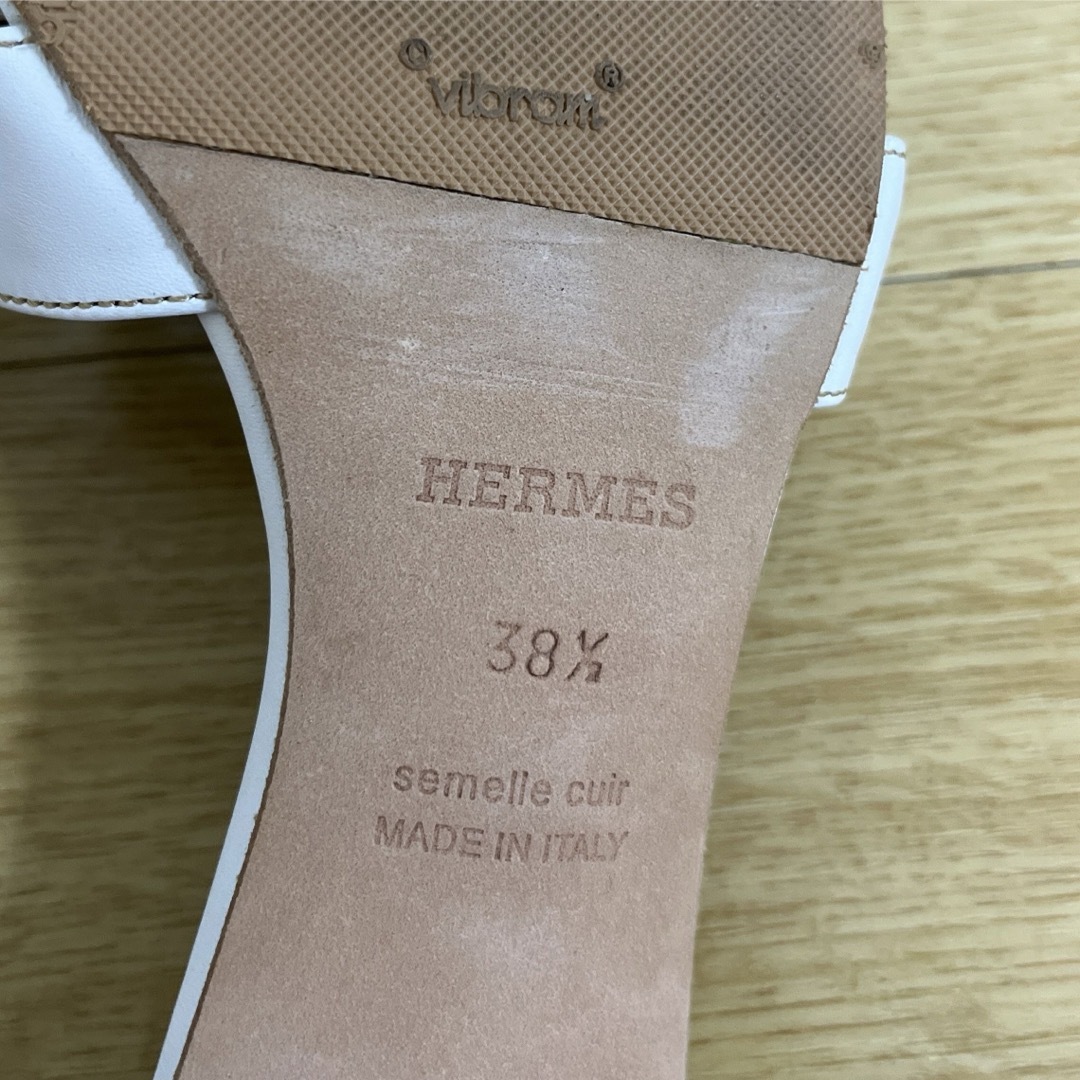 vibram®
HERMÈS
38½
semelle cuir
MADE IN ITALY